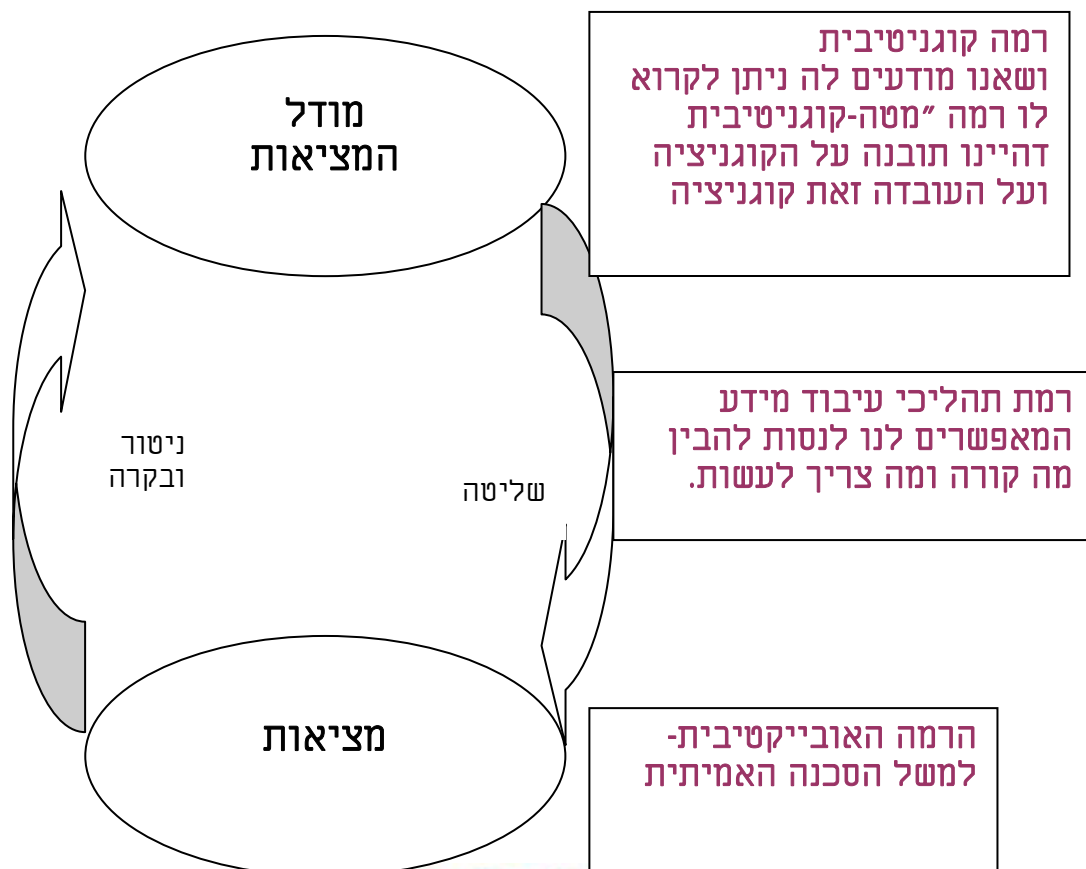 רמה קוגניטיבית
ושאנו מודעים לה ניתן לקרוא
לו רמה "מטה-קוגניטיבית
דהיינו תובנה על הקוגניציה
ועל העובדה זאת קוגניציה
מודל
המציאות
רמת תהליכי עיבוד מידע
המאפשרים לנו לנסות להבין
מה קורה ומה צריך לעשות.
שליטה
ניטור
ובקרה
הרמה האובייקטיבית-
למשל הסכנה האמיתית
מציאות